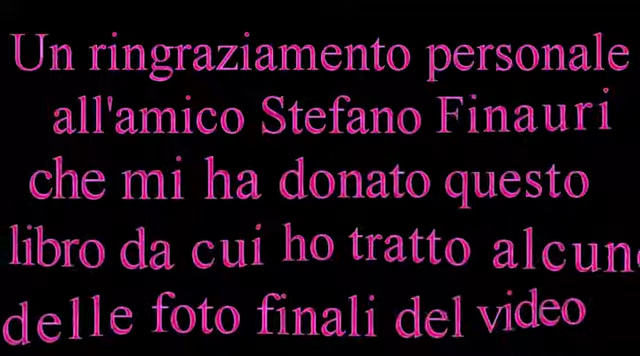 Un ringraziamento personale
all'amico Stefano Finauri
che mi ha donato questo
libro da cui ho tratto alcun
delle foto finali del video